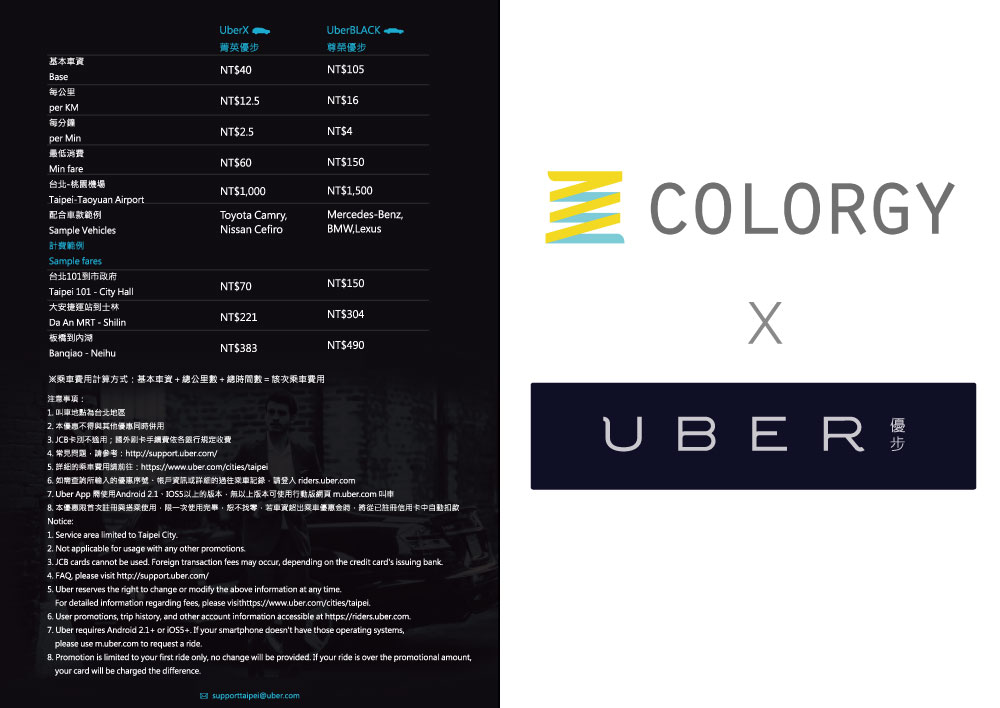 UberX UberBLACK
菁英優步 尊榮優步
基本車資
Base NT$40 NT$105
每公里
per KM NT$12.5 NT$16
每分鐘
per Min NT$2.5 NT$4
最低消費
Min fare NT$60 NT$150
台北-桃園機場
Taipei-Taoyuan Airport NT$1,000 NT$1,500
配合車款範例 Toyota Camry, Mercedes-Benz,
Sample Vehicles Nissan Cefiro BMW,Lexus
計費範例
Sample fares
台北101到市政府
Taipei 101 - City Hall NT$70 NT$150
大安捷運站到士林
Da An MRT - Shilin NT$221 NT$304
板橋到內湖
Banqiao - Neihu NT$383 NT$490
※乘車費用計算方式：基本車資＋總公里數＋總時間數＝該次乘車費用
注意事項：
1. 叫車地點為台北地區
2. 本優惠不得與其他優惠同時併用
3. JCB卡別不適用；國外刷卡手續費依各銀行規定收費
4. 常見問題，請參考：http://support.uber.com/
5. 詳細的乘車費用請前往：https://www.uber.com/cities/taipei
6. 如需查詢所輸入的優惠序號、帳戶資訊或詳細的過往乘車記錄，請登入 riders.uber.com
7. Uber App 需使用Android 2.1、IOS5以上的版本，無以上版本可使用行動版網頁 m.uber.com 叫車
8. 本優惠限首次註冊與搭乘使用，限一次使用完畢，恕不找零，若車資超出乘車優惠金時，將從已註冊信用卡中自動扣款
Notice:
1. Service area limited to Taipei City.
2. Not applicable for usage with any other promotions.
3. JCB cards cannot be used. Foreign transaction fees may occur, depending on the credit card's issuing bank.
4. FAQ, please visit http://support.uber.com/
5. Uber reserves the right to change or modify the above information at any time.
For detailed information regarding fees, please visithttps://www.uber.com/cities/taipei.
6. User promotions, trip history, and other account information accessible at https://riders.uber.com.
7. Uber requires Android 2.1+ or iOS5+. If your smartphone doesn't have those operating systems,
please use m.uber.com to request a ride.
8. Promotion is limited to your first ride only, no change will be provided. If your ride is over the promotional amount,
your card will be charged the difference.
supporttaipei@uber.com
COLORGY
X
UBER 優步